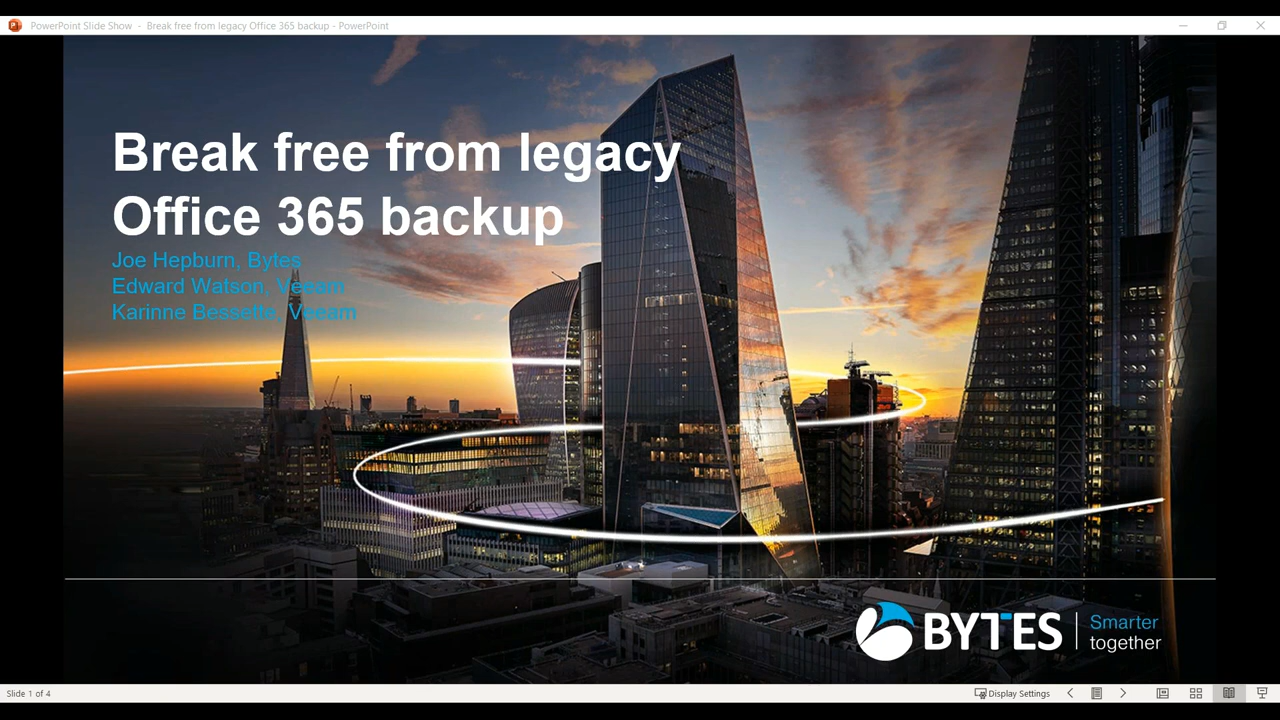 PowerPoint Slide Show - Break free from legacy Office 365 backup - PowerPoint
Break free from legacy
Office 365 backup
Joe Hepburn, Bytes
Edward Watson, Veeam
Karinne Bessette, Veeam
BYTES | Smarter
together
Slide 1 of 4
Display Settings